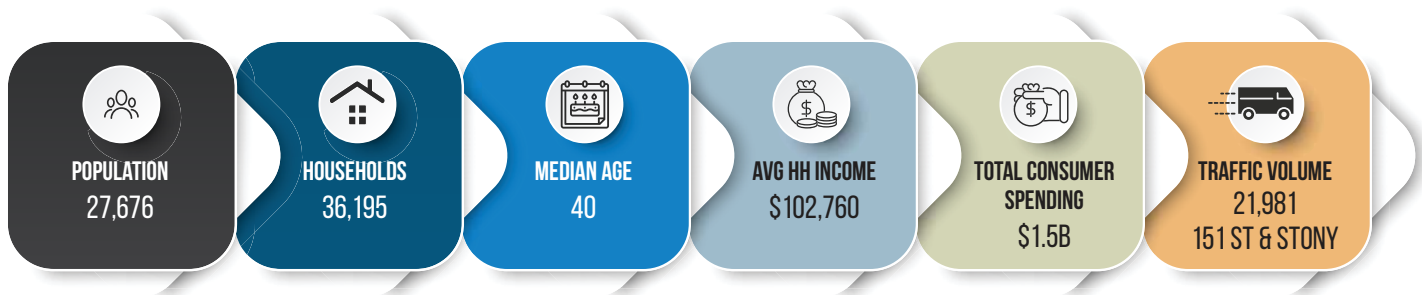 POPULATION
27,676
HOUSEHOLDS
36,195
MEDIAN AGE
40
AVG HH INCOME
$102,760
TOTAL CONSUMER
SPENDING
$1.5B
TRAFFIC VOLUME
21,981
151 ST & STONY